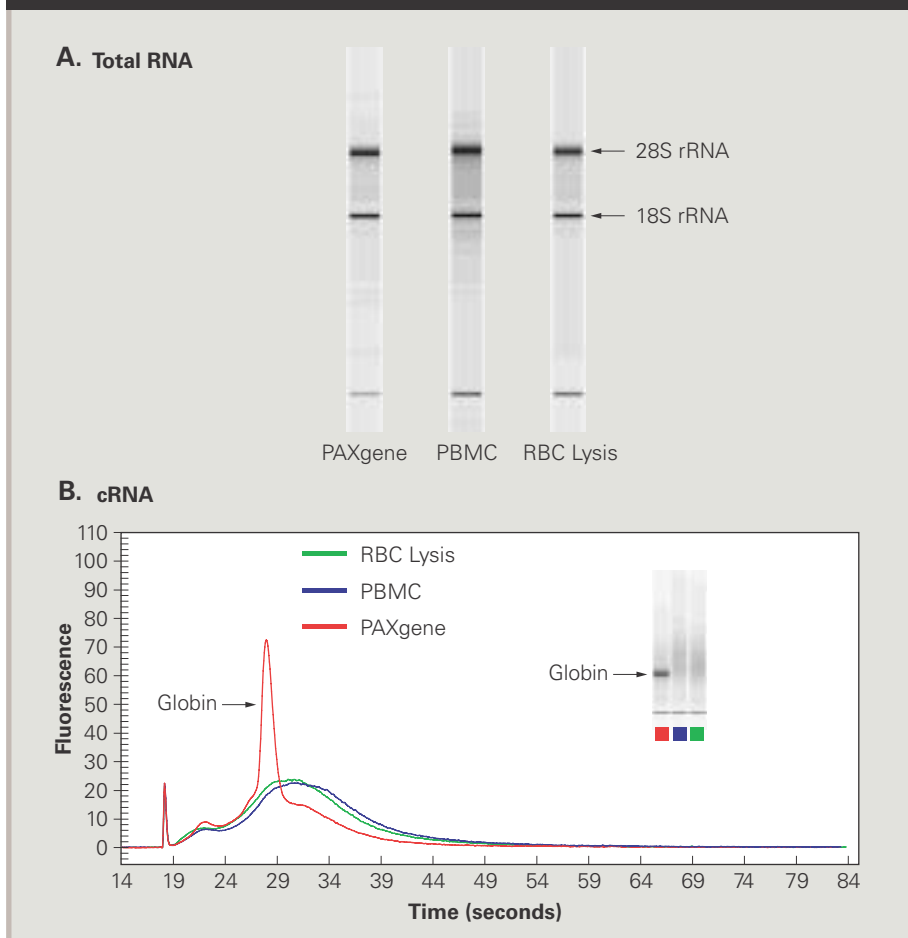 A. Total RNA
28S rRNA
18S rRNA
PAXgene PBMC RBC Lysis
B. cRNA
110
100
90
80
70
60
50
40
30
20
10
0
Fluorescence
RBC Lysis
PBMC
PAXgene
Globin
Globin
14 19 24 29 34 39 44 49 54 59 64 69 74 79 84
Time (seconds)